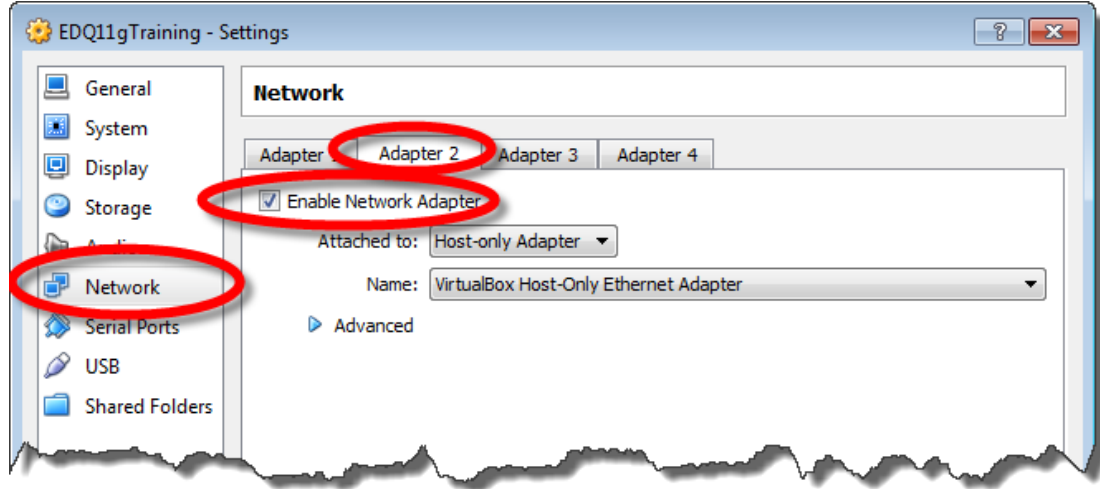 EDQ11gTraining - Settings
General
System
Display
Storage
Network
Serial Ports
USB
Shared Folders
Network
Adapter
Adapter 2
Adapter 3
Adapter 4
Enable Network Adapter
Attached to: Host-only Adapter
Name: VirtualBox Host-Only Ethernet Adapter
Advanced